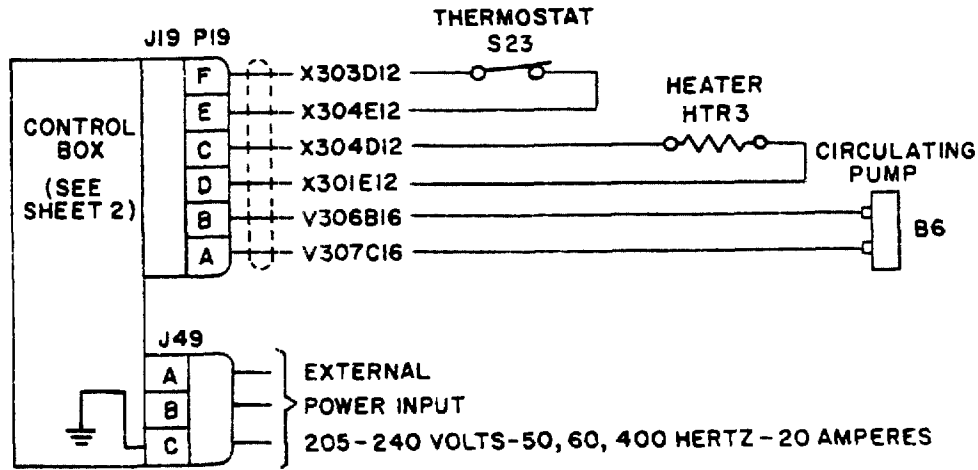 THERMOSTAT
S23
J19 P19
F X303D12
E X304E12
HEATER
HTR3
C X304D12
CIRCULATING
PUMP
D X301E12
B V306B16
B6
A V307C16
CONTROL
BOX
(SEE
SHEET 2)
J49
A EXTERNAL
B POWER INPUT
C 205-240 VOLTS-50, 60, 400 HERTZ-20 AMPERES